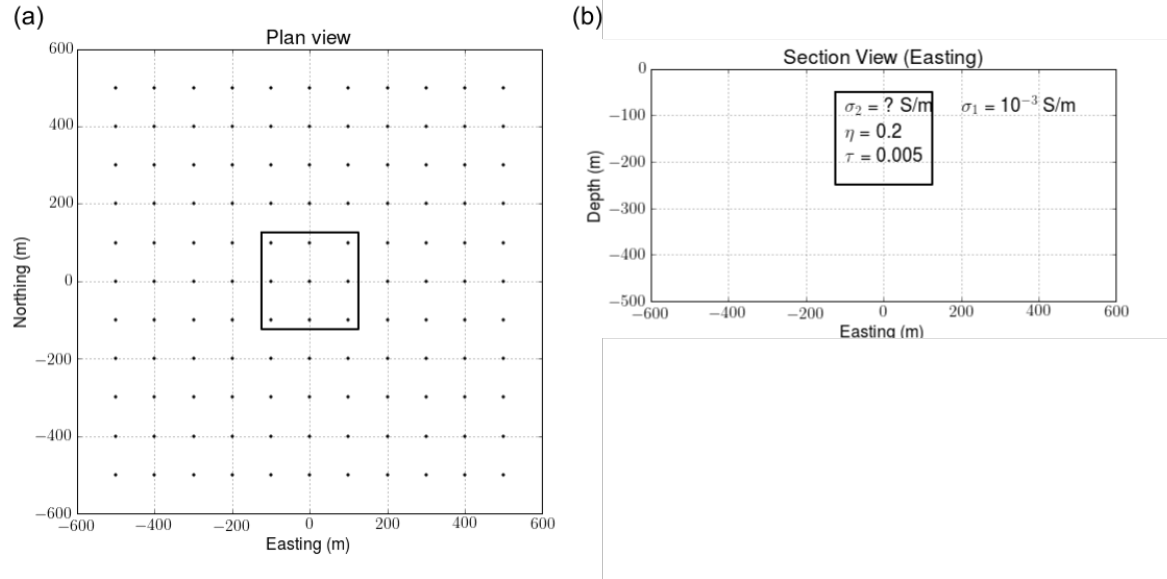 (a)
Plan view
600
400
200
0
−200
−400
−600
−600
−400
−200
0
200
400
600
Easting (m)
Northing (m)
(b)
Section View (Easting)
0
−100
−200
−300
−400
−500
−600
−400
−200
0
200
400
600
Easting (m)
Depth (m)
σ₂ = ? S/m
η = 0.2
τ = 0.005
σ₁ = 10⁻³ S/m